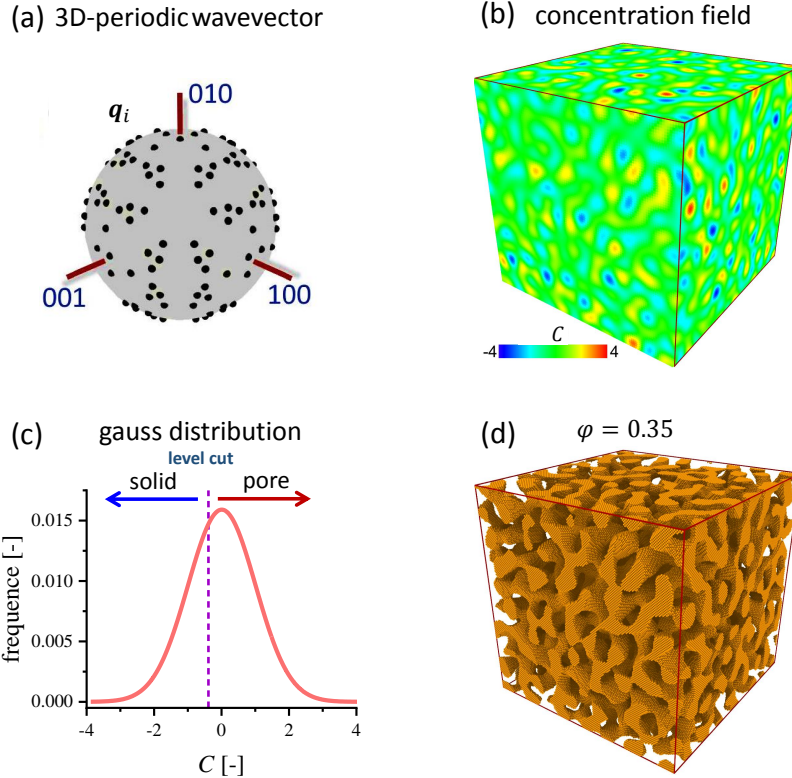 (a) 3D-periodic wavevector
q_i
010
001
100
(b) concentration field
C
-4
4
(c) gauss distribution
level cut
solid
pore
frequence [-]
0.015
0.010
0.005
0.000
-4
-2
0
2
4
C [-]
(d) φ = 0.35